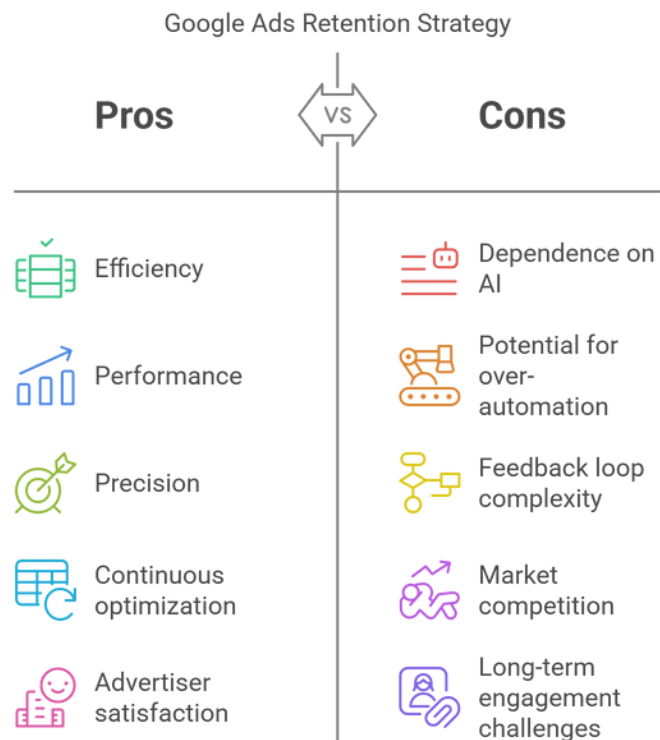 Google Ads Retention Strategy
Pros
VS
Cons
Efficiency
Performance
Precision
Continuous
optimization
Advertiser
satisfaction
Dependence on
AI
Potential for
over-
automation
Feedback loop
complexity
Market
competition
Long-term
engagement
challenges